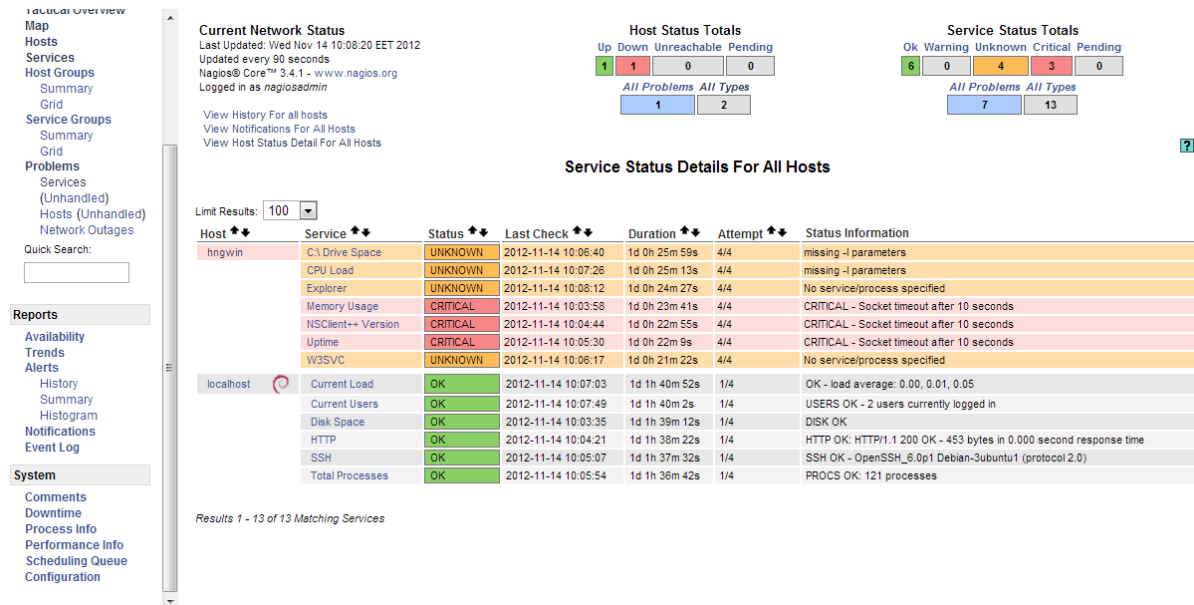 Tactical Overview
Map
Hosts
Services
Host Groups
Summary
Grid
Service Groups
Summary
Grid
Problems
Services
(Unhandled)
Hosts (Unhandled)
Network Outages
Quick Search:
Reports
Availability
Trends
Alerts
History
Summary
Histogram
Notifications
Event Log
System
Comments
Downtime
Process Info
Performance Info
Scheduling Queue
Configuration
Current Network Status
Last Updated: Wed Nov 14 10:08:20 EET 2012
Updated every 90 seconds
Nagios® Core™ 3.4.1 - www.nagios.org
Logged in as nagiosadmin
View History For all hosts
View Notifications For All Hosts
View Host Status Detail For All Hosts
Host Status Totals
Up Down Unreachable Pending
1 1 0 0
All Problems All Types
1 2
Service Status Totals
Ok Warning Unknown Critical Pending
6 0 4 3 0
All Problems All Types
7 13
?
Service Status Details For All Hosts
Limit Results: 100
Host Service Status Last Check Duration Attempt Status Information
hngwin C:\ Drive Space UNKNOWN 2012-11-14 10:06:40 1d 0h 25m 59s 4/4 missing -l parameters
CPU Load UNKNOWN 2012-11-14 10:07:26 1d 0h 25m 13s 4/4 missing -l parameters
Explorer UNKNOWN 2012-11-14 10:08:12 1d 0h 24m 27s 4/4 No service/process specified
Memory Usage CRITICAL 2012-11-14 10:03:58 1d 0h 23m 41s 4/4 CRITICAL - Socket timeout after 10 seconds
NSClient++ Version CRITICAL 2012-11-14 10:04:44 1d 0h 22m 55s 4/4 CRITICAL - Socket timeout after 10 seconds
Uptime CRITICAL 2012-11-14 10:05:30 1d 0h 22m 9s 4/4 CRITICAL - Socket timeout after 10 seconds
W3SVC UNKNOWN 2012-11-14 10:06:17 1d 0h 21m 22s 4/4 No service/process specified
localhost Current Load OK 2012-11-14 10:07:03 1d 1h 40m 52s 1/4 OK - load average: 0.00, 0.01, 0.05
Current Users OK 2012-11-14 10:07:49 1d 1h 40m 2s 1/4 USERS OK - 2 users currently logged in
Disk Space OK 2012-11-14 10:03:35 1d 1h 39m 12s 1/4 DISK OK
HTTP OK 2012-11-14 10:04:21 1d 1h 38m 22s 1/4 HTTP OK: HTTP/1.1 200 OK - 453 bytes in 0.000 second response time
SSH OK 2012-11-14 10:05:07 1d 1h 37m 32s 1/4 SSH OK - OpenSSH_6.0p1 Debian-3ubuntu1 (protocol 2.0)
Total Processes OK 2012-11-14 10:05:54 1d 1h 36m 42s 1/4 PROCS OK: 121 processes
Results 1 - 13 of 13 Matching Services